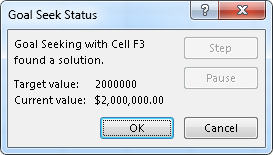 Goal Seek Status
Goal Seeking with Cell F3
found a solution.
Step
Pause
Target value: 2000000
Current value: $2,000,000.00
OK
Cancel